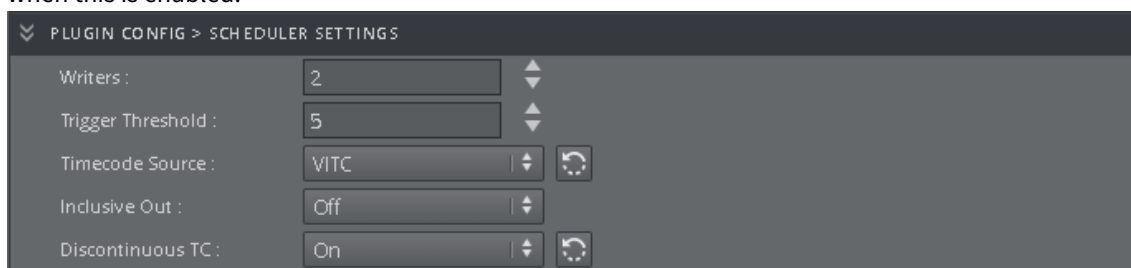 when this is enabled.
PLUGIN CONFIG > SCHEDULER SETTINGS
Writers : 2
Trigger Threshold : 5
Timecode Source : VITC
Inclusive Out : Off
Discontinuous TC : On